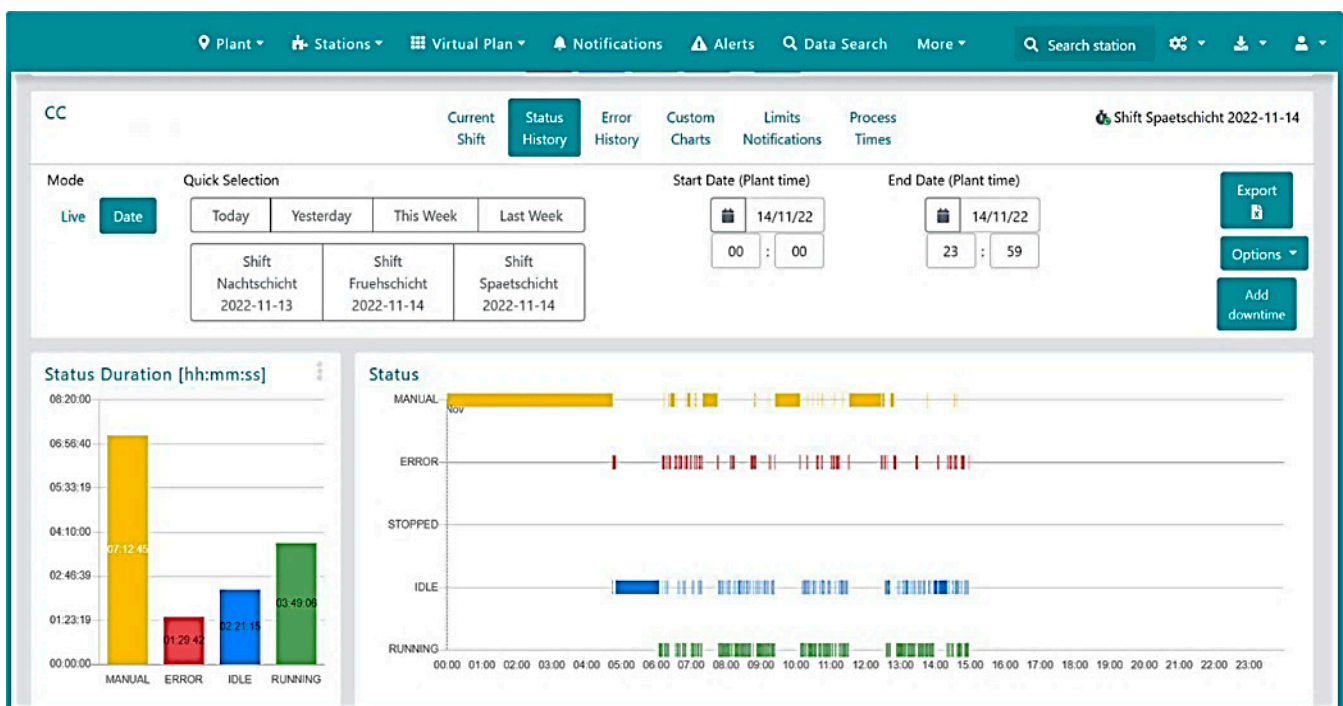 Plant Stations Virtual Plan Notifications Alerts Data Search More Search station
CC
Current Shift
Status History
Error History
Custom Charts
Limits Notifications
Process Times
Shift Spaetschicht 2022-11-14
Mode
Live Date
Quick Selection
Today Yesterday This Week Last Week
Shift Nachtschicht 2022-11-13
Shift Fruehschicht 2022-11-14
Shift Spaetschicht 2022-11-14
Start Date (Plant time)
14/11/22
00 : 00
End Date (Plant time)
14/11/22
23 : 59
Export
Options
Add downtime
Status Duration [hh:mm:ss]
08:20:00
06:56:40
05:33:19
04:10:00
02:46:39
01:23:19
00:00:00
07:12:45
01:29:42
02:21:15
03:49:06
MANUAL ERROR IDLE RUNNING
Status
MANUAL
Nov
ERROR
STOPPED
IDLE
RUNNING
00:00 01:00 02:00 03:00 04:00 05:00 06:00 07:00 08:00 09:00 10:00 11:00 12:00 13:00 14:00 15:00 16:00 17:00 18:00 19:00 20:00 21:00 22:00 23:00